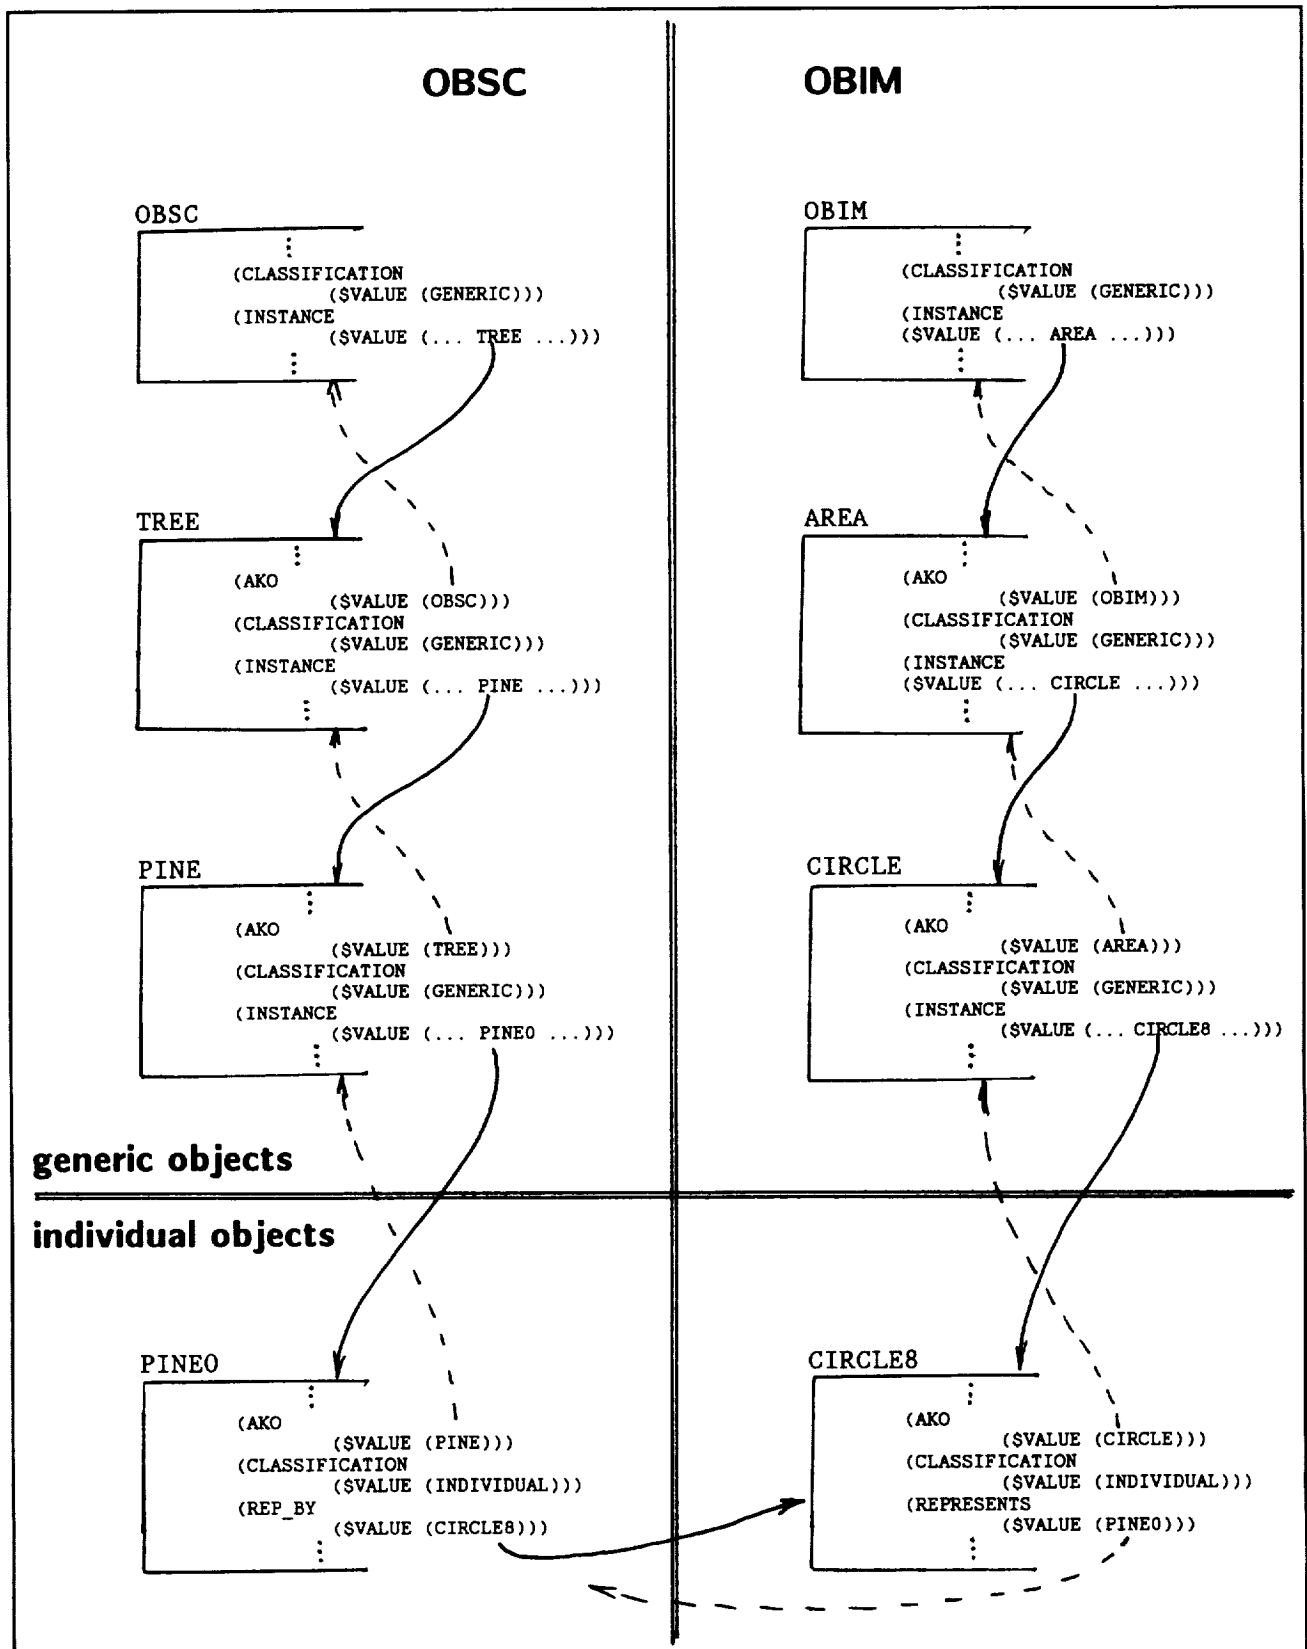 OBSC
OBSC
(CLASSIFICATION
($VALUE (GENERIC)))
(INSTANCE
($VALUE (... TREE ...)))
TREE
(AKO
($VALUE (OBSC)))
(CLASSIFICATION
($VALUE (GENERIC)))
(INSTANCE
($VALUE (... PINE ...)))
PINE
(AKO
($VALUE (TREE)))
(CLASSIFICATION
($VALUE (GENERIC)))
(INSTANCE
($VALUE (... PINE0 ...)))
generic objects
individual objects
PINE0
(AKO
($VALUE (PINE)))
(CLASSIFICATION
($VALUE (INDIVIDUAL)))
(REP_BY
($VALUE (CIRCLE8)))
OBIM
OBIM
(CLASSIFICATION
($VALUE (GENERIC)))
(INSTANCE
($VALUE (... AREA ...)))
AREA
(AKO
($VALUE (OBIM)))
(CLASSIFICATION
($VALUE (GENERIC)))
(INSTANCE
($VALUE (... CIRCLE ...)))
CIRCLE
(AKO
($VALUE (AREA)))
(CLASSIFICATION
($VALUE (GENERIC)))
(INSTANCE
($VALUE (... CIRCLE8 ...)))
CIRCLE8
(AKO
($VALUE (CIRCLE)))
(CLASSIFICATION
($VALUE (INDIVIDUAL)))
(REPRESENTS
($VALUE (PINE0)))